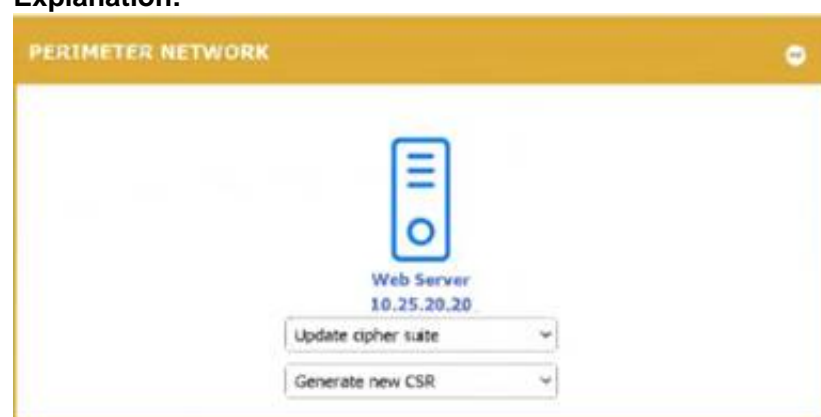 Explanation:
PERIMETER NETWORK
Web Server
10.25.20.20
Update cipher suite
Generate new CSR